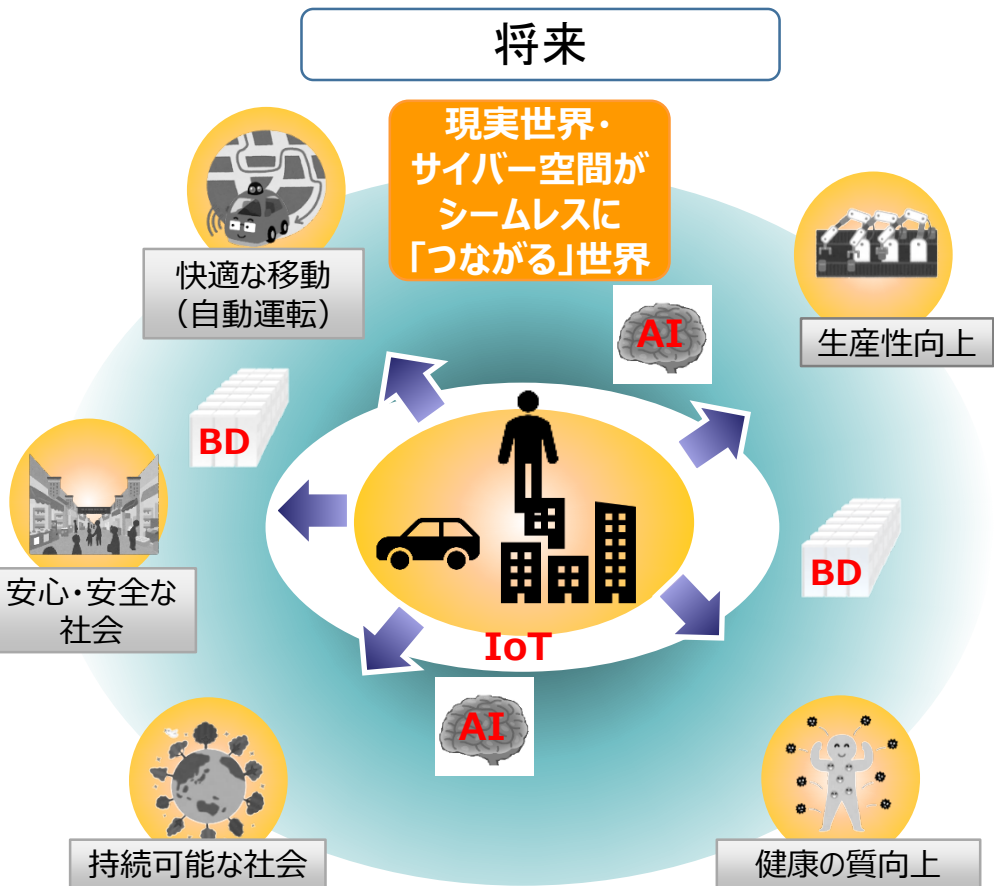 将来
現実世界・
サイバー空間が
シームレスに
「つながる」世界
快適な移動
（自動運転）
AI
生産性向上
BD
安心・安全な
社会
BD
IoT
AI
持続可能な社会
健康の質向上